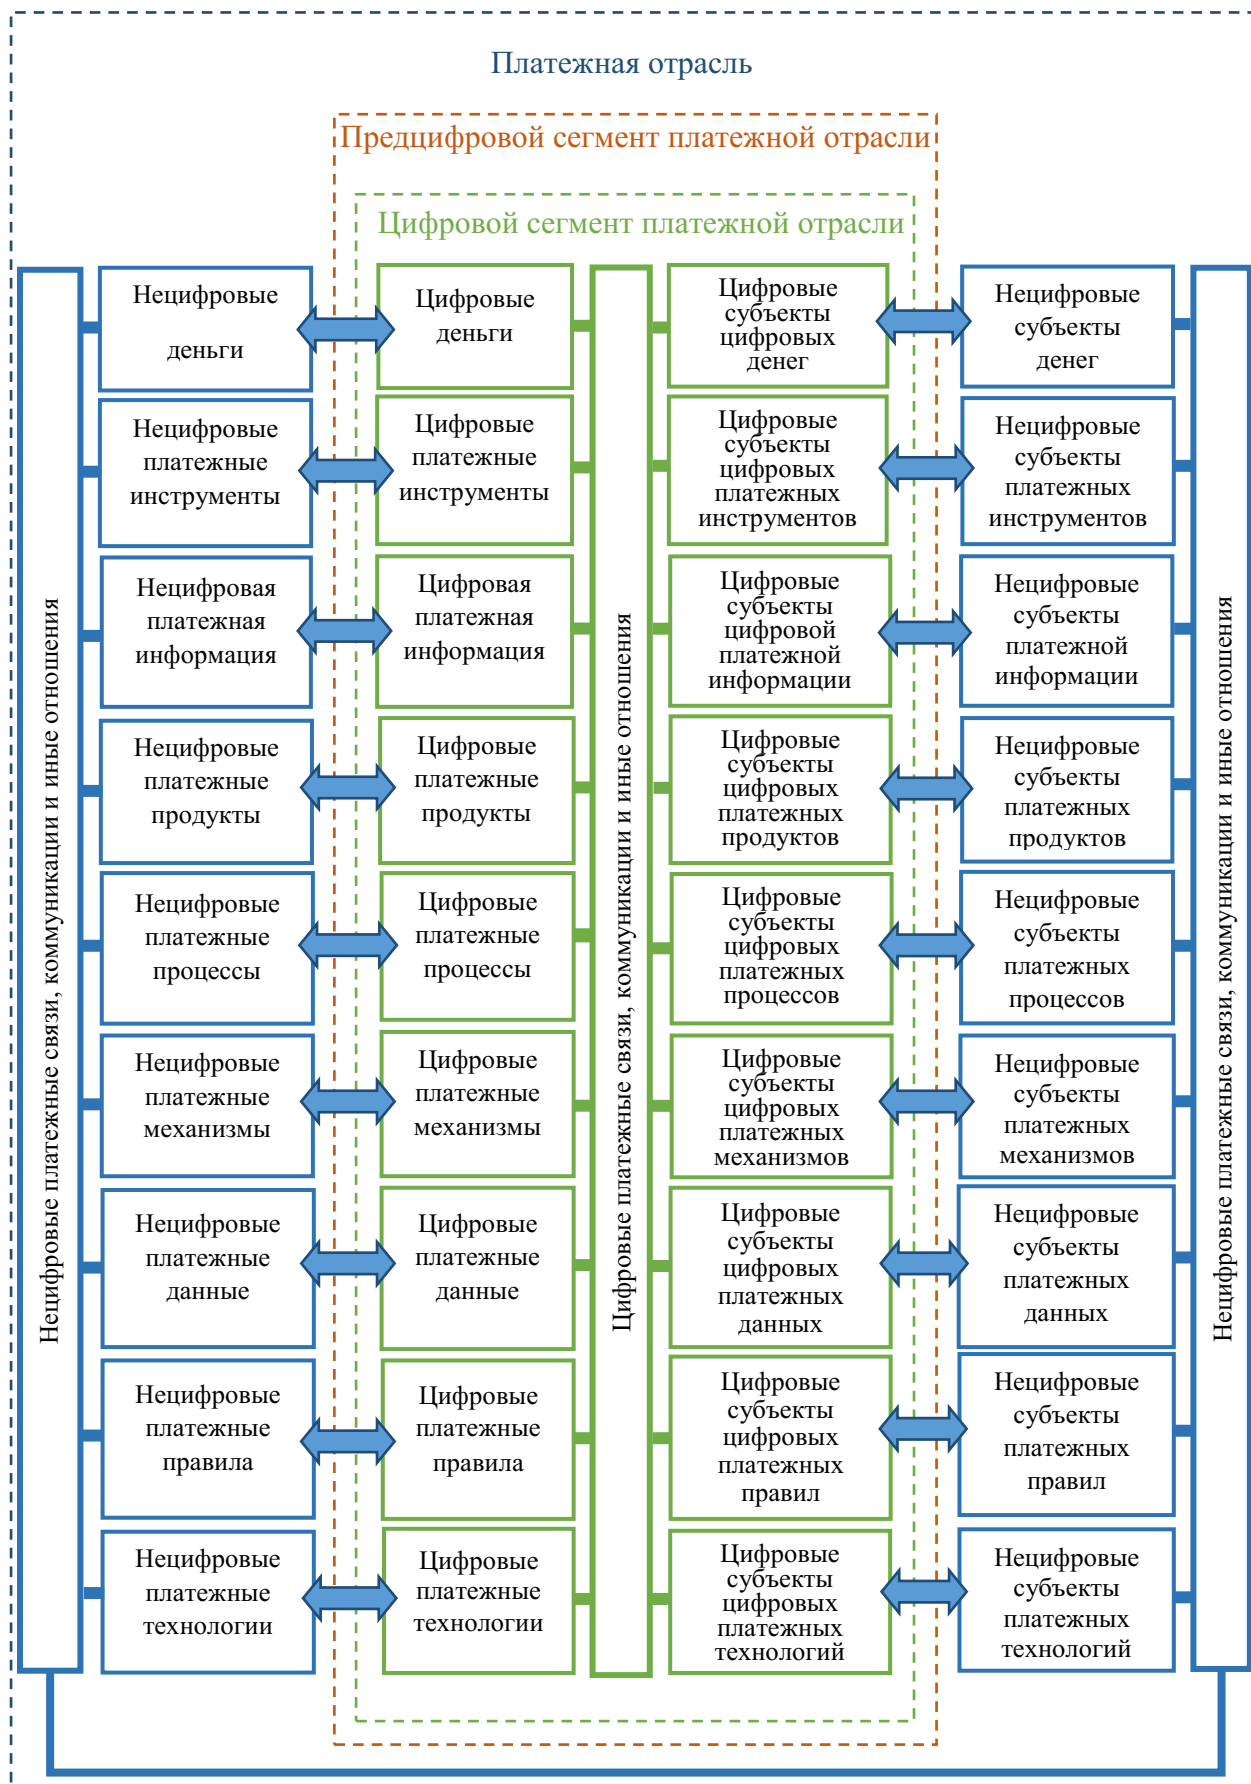 Платежная отрасль
Предцифровой сегмент платежной отрасли
Цифровой сегмент платежной отрасли
Нецифровые платежные связи, коммуникации и иные отношения
Нецифровые
деньги
Цифровые
деньги
Цифровые платежные связи, коммуникации и иные отношения
Цифровые
субъекты
цифровых
денег
Нецифровые
субъекты
денег
Нецифровые платежные связи, коммуникации и иные отношения
Нецифровые
платежные
инструменты
Цифровые
платежные
инструменты
Цифровые
субъекты
цифровых
платежных
инструментов
Нецифровые
субъекты
платежных
инструментов
Нецифровая
платежная
информация
Цифровая
платежная
информация
Цифровые
субъекты
цифровой
платежной
информации
Нецифровые
субъекты
платежной
информации
Нецифровые
платежные
продукты
Цифровые
платежные
продукты
Цифровые
субъекты
цифровых
платежных
продуктов
Нецифровые
субъекты
платежных
продуктов
Нецифровые
платежные
процессы
Цифровые
платежные
процессы
Цифровые
субъекты
цифровых
платежных
процессов
Нецифровые
субъекты
платежных
процессов
Нецифровые
платежные
механизмы
Цифровые
платежные
механизмы
Цифровые
субъекты
цифровых
платежных
механизмов
Нецифровые
субъекты
платежных
механизмов
Нецифровые
платежные
данные
Цифровые
платежные
данные
Цифровые
субъекты
цифровых
платежных
данных
Нецифровые
субъекты
платежных
данных
Нецифровые
платежные
правила
Цифровые
платежные
правила
Цифровые
субъекты
цифровых
платежных
правил
Нецифровые
субъекты
платежных
правил
Нецифровые
платежные
технологии
Цифровые
платежные
технологии
Цифровые
субъекты
цифровых
платежных
технологий
Нецифровые
субъекты
платежных
технологий